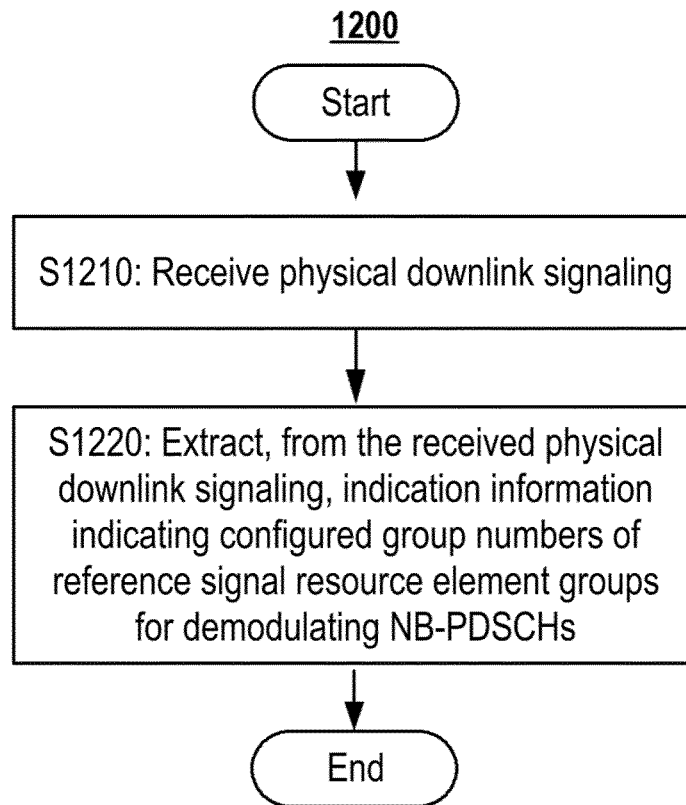 1200
Start
S1210: Receive physical downlink signaling
S1220: Extract, from the received physical
downlink signaling, indication information
indicating configured group numbers of
reference signal resource element groups
for demodulating NB-PDSCHs
End